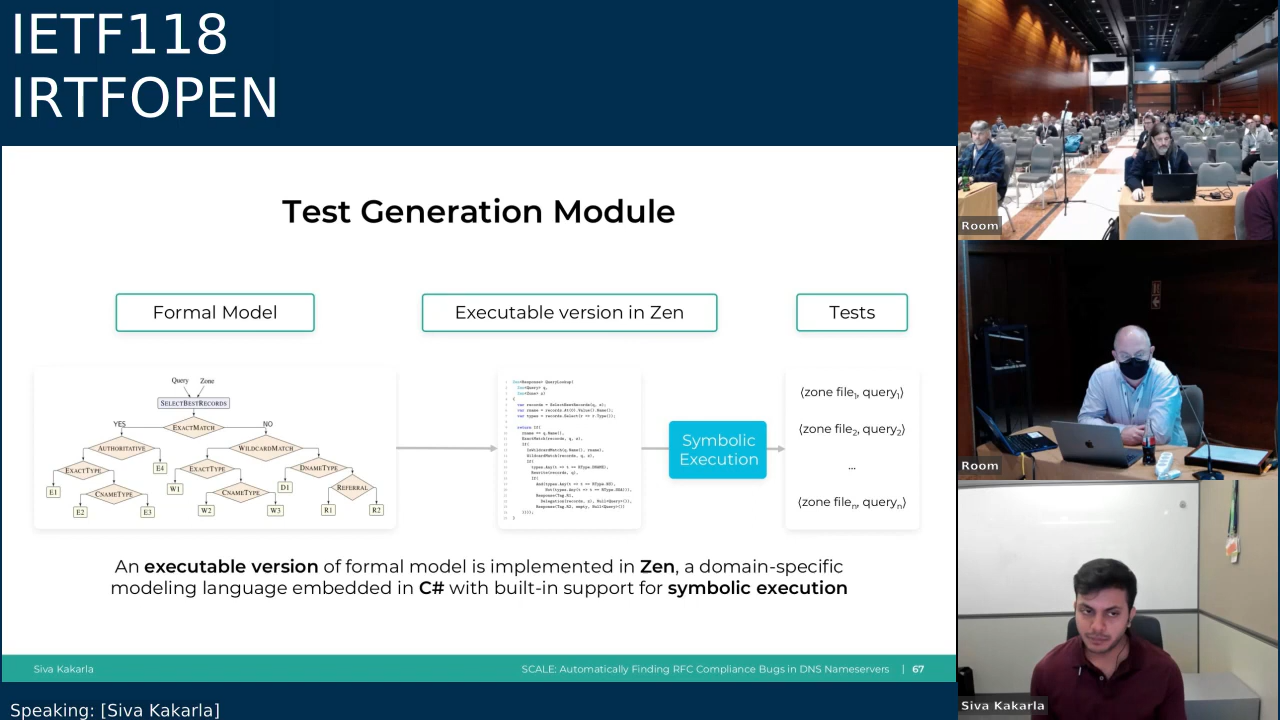 IETF118
IRTFOPEN
Test Generation Module
Formal Model
Executable version in Zen
Tests
Query Zone
SELECTBESTRECORDS
EXACTMATCH
YES
NO
AUTHORITATIVE
WILDCARDMATCH
EXACTTYPE
E4
EXACTTYPE
DNAMETYPE
E1
CNAMETYPE
W1
CNAMETYPE
D1
REFERRAL
E2
E3
W2
W3
R1
R2
Symbolic
Execution
⟨zone file₁, query₁⟩
⟨zone file₂, query₂⟩
...
⟨zone fileₙ, queryₙ⟩
An executable version of formal model is implemented in Zen, a domain-specific
modeling language embedded in C# with built-in support for symbolic execution
Siva Kakarla
SCALE: Automatically Finding RFC Compliance Bugs in DNS Nameservers | 67
Speaking: [Siva Kakarla]
Room
Room
Siva Kakarla